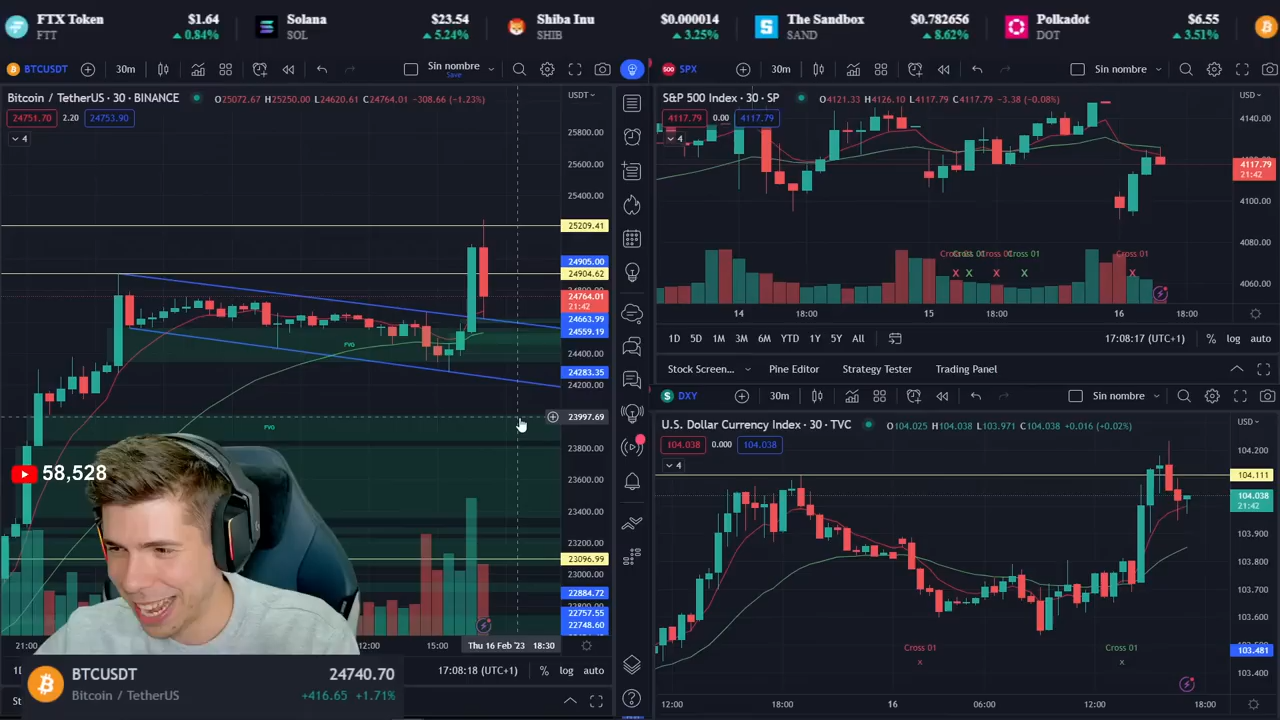 FTX Token $1.64 Solana $23.54 Shiba Inu $0.000014 The Sandbox $0.782656 Polkadot $6.55
FTT 0.84% SOL 5.24% SHIB 3.25% SAND 8.62% DOT 3.51%
BTCUSDT 30m Sin nombre Save
Bitcoin / TetherUS · 30 · BINANCE USDT
O25072.67 H25250.00 L24620.61 C24764.01 -308.66 (-1.23%)
24751.70 2.20 24753.90
4
25800.00
25600.00
25400.00
25209.41
24905.00
24904.62
24764.01
21:42
24663.99
24559.19
24400.00
24283.35
24200.00
23997.69
23800.00
23600.00
23400.00
23200.00
23096.99
23000.00
22884.72
22757.55
22748.60
FVG
FVG
58,528
21:00 12:00 15:00 Thu 16 Feb '23 18:30
17:08:18 (UTC+1) % log auto
BTCUSDT 24740.70
Bitcoin / TetherUS +416.65 +1.71%
SPX 30m Sin nombre
S&P 500 Index · 30 · SP O4121.33 H4126.10 L4117.79 C4117.79 -3.38 (-0.08%) USD
4117.79 0.00 4117.79
4
4140.00
4117.79
21:42
4100.00
4080.00
4060.00
Cross 01 Cross 01 Cross 01
14 18:00 15 18:00 16 18:00
1D 5D 1M 3M 6M YTD 1Y 5Y All 17:08:17 (UTC+1) % log auto
Stock Screen... Pine Editor Strategy Tester Trading Panel
DXY 30m Sin nombre
U.S. Dollar Currency Index · 30 · TVC O104.025 H104.038 L103.971 C104.038 +0.016 (+0.02%) USD
104.038 0.000 104.038
4
104.200
104.111
104.038
21:42
103.900
103.800
103.700
103.600
103.481
103.400
Cross 01 Cross 01
x x
12:00 18:00 16 06:00 12:00 18:00